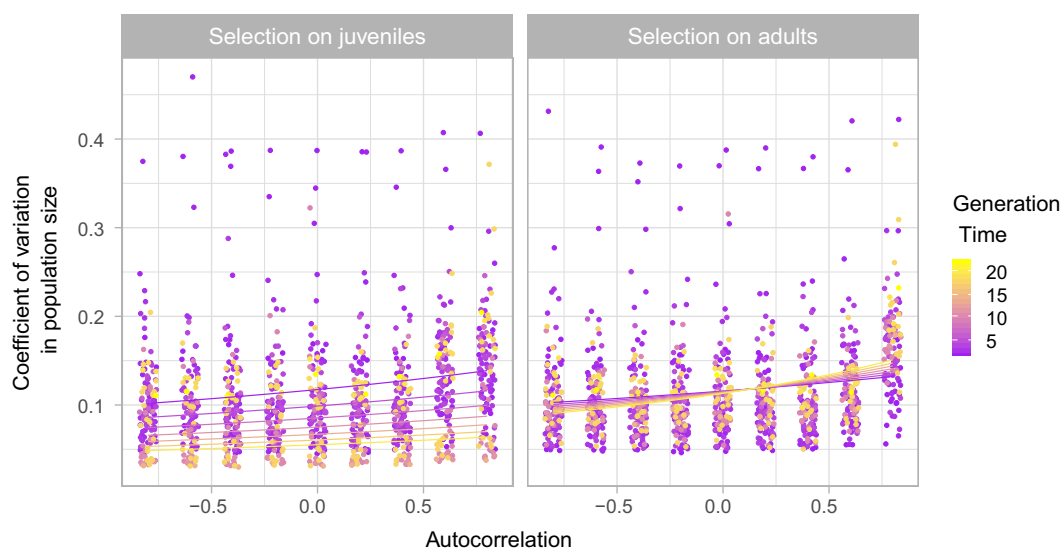 Selection on juveniles
Selection on adults
Coefficient of variation
in population size
0.4
0.3
0.2
0.1
−0.5
0.0
0.5
−0.5
0.0
0.5
Autocorrelation
Generation
Time
20
15
10
5